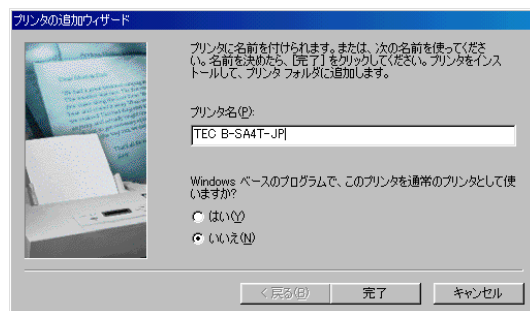 プリンタの追加ウィザード
プリンタに名前を付けられます。または、次の名前を使ってくださ
い。名前を決めたら、[完了] をクリックしてください。プリンタをインス
トールして、プリンタ フォルダに追加します。
プリンタ名(P):
TEC B-SA4T-JP
Windows ベースのプログラムで、このプリンタを通常のプリンタとして使
いますか?
はい(Y)
いいえ(N)
< 戻る(B)
完了
キャンセル